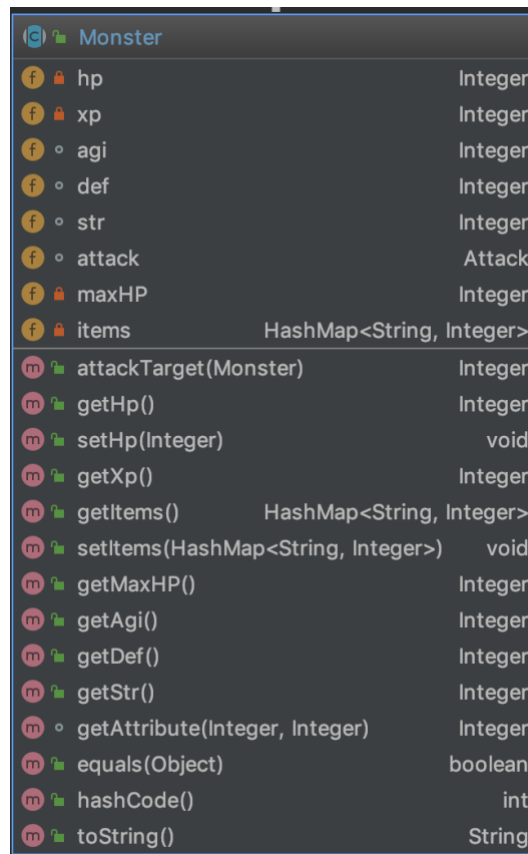 Monster
hp Integer
xp Integer
agi Integer
def Integer
str Integer
attack Attack
maxHP Integer
items HashMap<String, Integer>
attackTarget(Monster) Integer
getHp() Integer
setHp(Integer) void
getXp() Integer
getItems() HashMap<String, Integer>
setItems(HashMap<String, Integer>) void
getMaxHP() Integer
getAgi() Integer
getDef() Integer
getStr() Integer
getAttribute(Integer, Integer) Integer
equals(Object) boolean
hashCode() int
toString() String